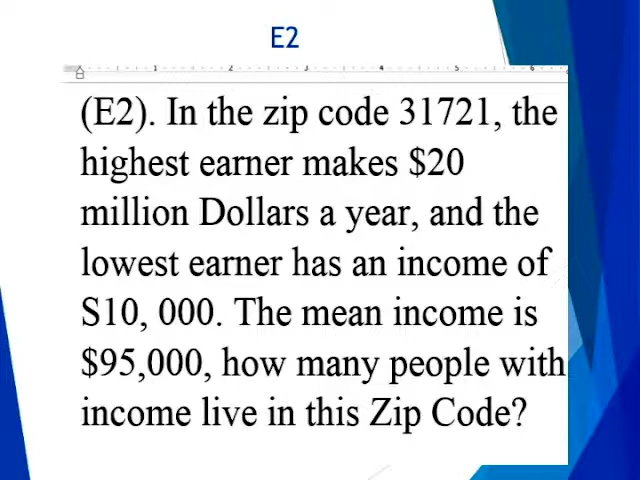 E2
(E2). In the zip code 31721, the
highest earner makes $20
million Dollars a year, and the
lowest earner has an income of
S10, 000. The mean income is
$95,000, how many people with
income live in this Zip Code?